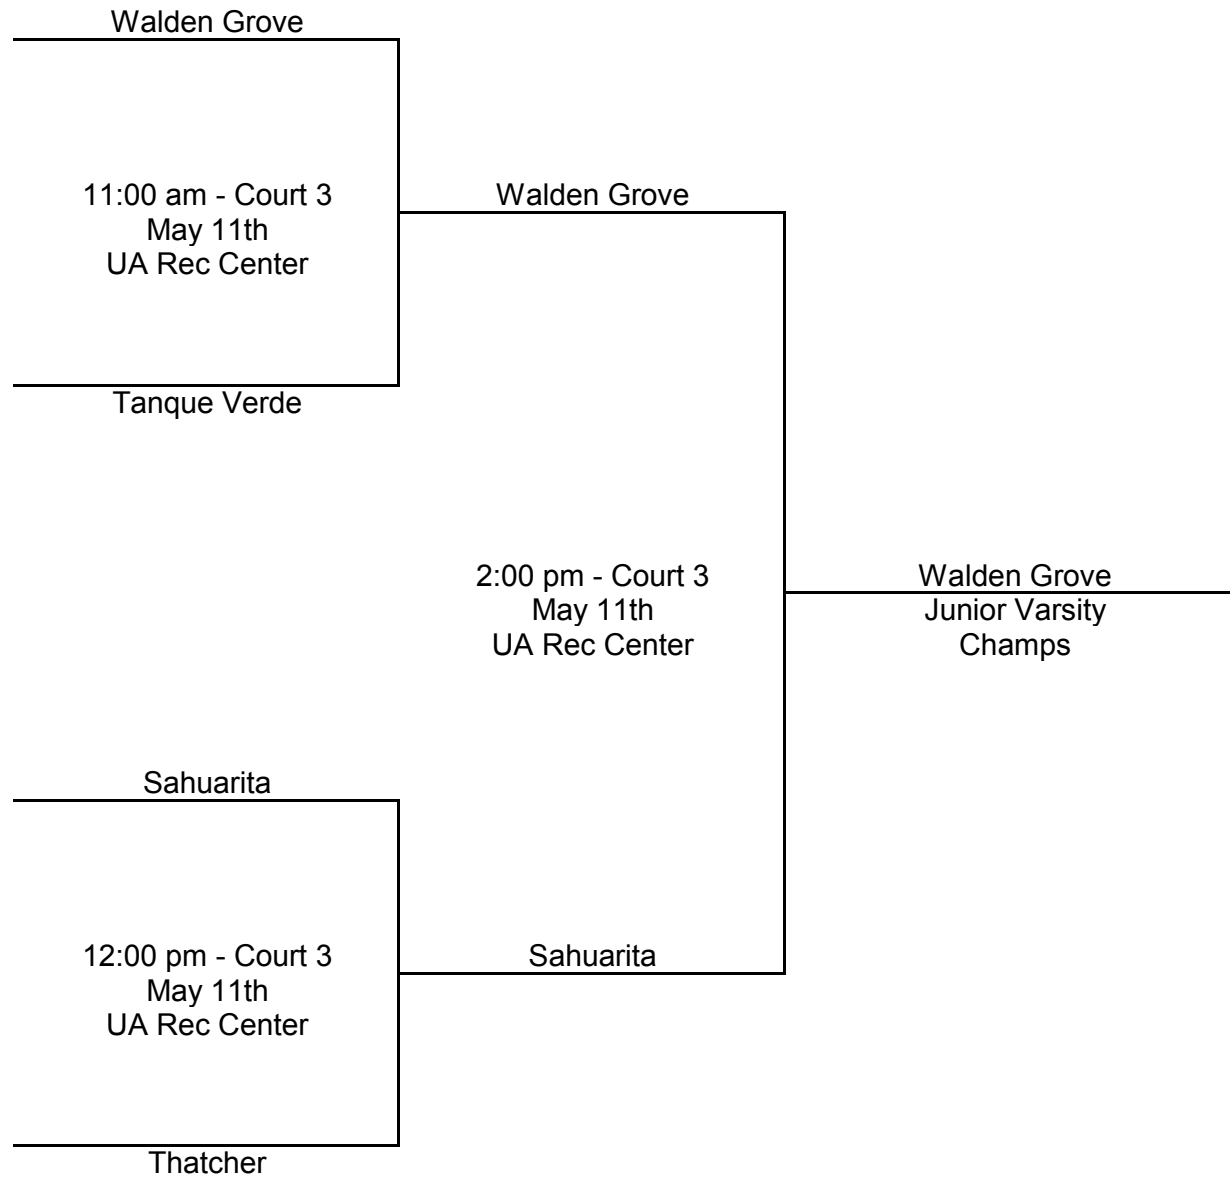 Walden Grove
11:00 am - Court 3
May 11th
UA Rec Center
Walden Grove
Tanque Verde
2:00 pm - Court 3
May 11th
UA Rec Center
Walden Grove
Junior Varsity
Champs
Sahuarita
12:00 pm - Court 3
May 11th
UA Rec Center
Sahuarita
Thatcher